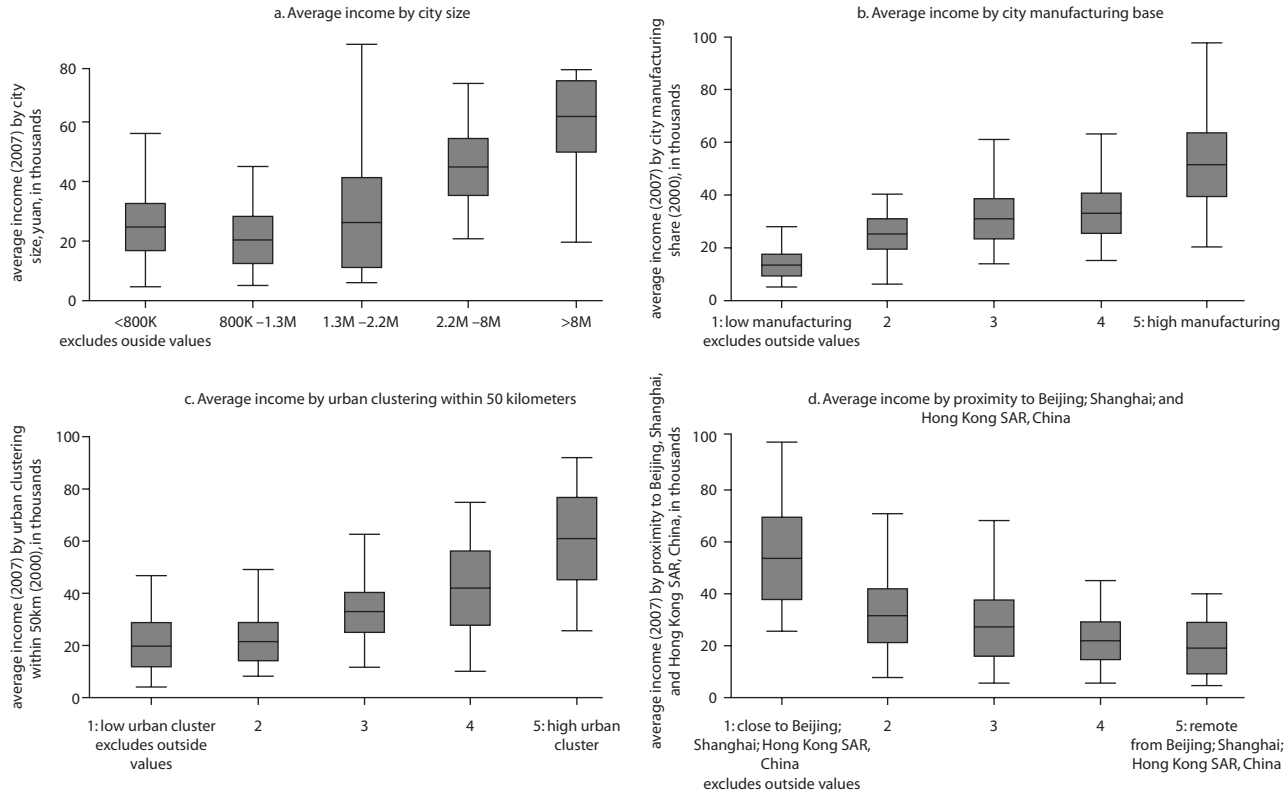 a. Average income by city size
average income (2007) by city
size, yuan, in thousands
80
60
40
20
0
<800K
800K –1.3M
1.3M –2.2M
2.2M –8M
>8M
excludes ouside values
b. Average income by city manufacturing base
average income (2007) by city manufacturing
share (2000), in thousands
100
80
60
40
20
0
1: low manufacturing
2
3
4
5: high manufacturing
excludes outside values
c. Average income by urban clustering within 50 kilometers
average income (2007) by urban clustering
within 50km (2000), in thousands
100
80
60
40
20
0
1: low urban cluster
excludes outside
values
2
3
4
5: high urban
cluster
d. Average income by proximity to Beijing; Shanghai; and
Hong Kong SAR, China
average income (2007) by proximity to Beijing, Shanghai,
and Hong Kong SAR, China, in thousands
100
80
60
40
20
0
1: close to Beijing;
Shanghai; Hong Kong SAR,
China
excludes outside values
2
3
4
5: remote
from Beijing; Shanghai;
Hong Kong SAR, China